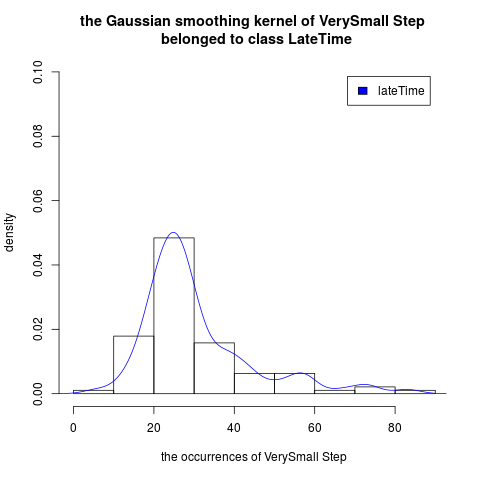 the Gaussian smoothing kernel of VerySmall Step
belonged to class LateTime
lateTime
density
0.10
0.08
0.06
0.04
0.02
0.00
0 20 40 60 80
the occurrences of VerySmall Step